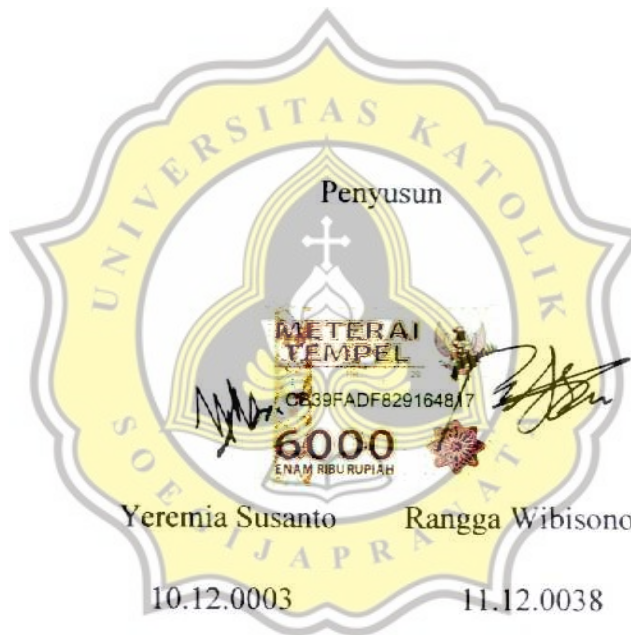 UNIVERSITAS KATOLIK
Penyusun
METERAI
TEMPEL
6000
ENAM RIBU RUPIAH
Yeremia Susanto Rangga Wibisono
SOEGIJAPRANATA
10.12.0003 11.12.0038